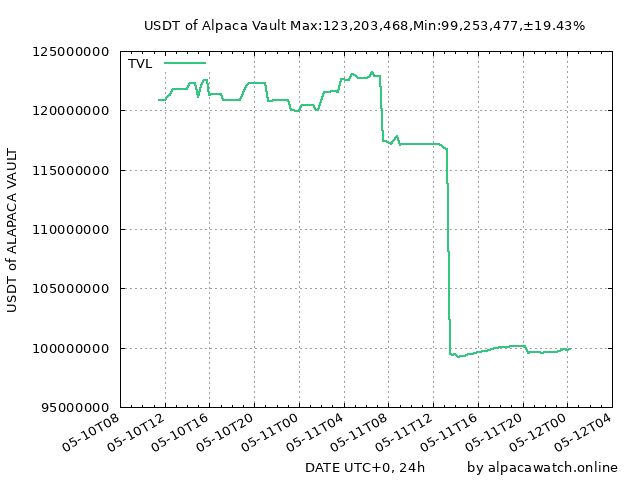 USDT of Alpaca Vault Max:123,203,468,Min:99,253,477,±19.43%
TVL
USDT of ALAPACA VAULT
125000000
120000000
115000000
110000000
105000000
100000000
95000000
05-10T08
05-10T12
05-10T16
05-10T20
05-11T00
05-11T04
05-11T08
05-11T12
05-11T16
05-11T20
05-12T00
05-12T04
DATE UTC+0, 24h
by alpacawatch.online